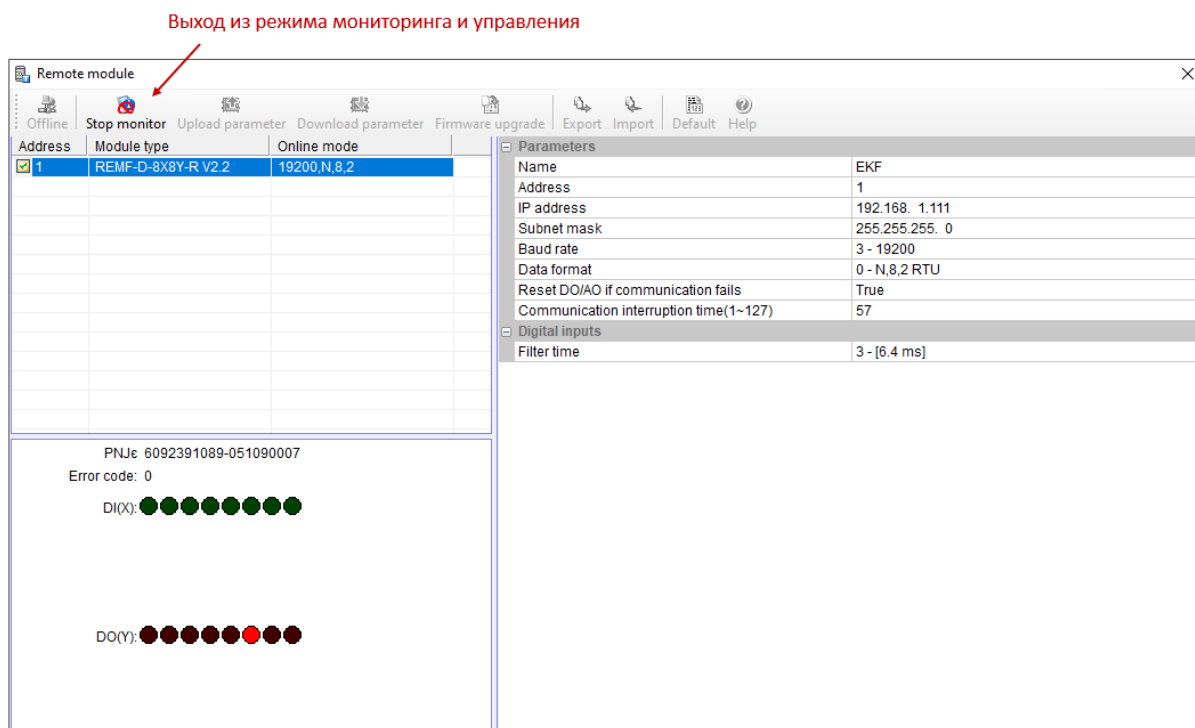 Выход из режима мониторинга и управления
Remote module
Offline Stop monitor Upload parameter Download parameter Firmware upgrade Export Import Default Help
Address Module type Online mode
1 REMF-D-8X8Y-R V2.2 19200,N,8,2
Parameters
Name EKF
Address 1
IP address 192.168. 1.111
Subnet mask 255.255.255. 0
Baud rate 3 - 19200
Data format 0 - N,8,2 RTU
Reset DO/AO if communication fails True
Communication interruption time(1~127) 57
Digital inputs
Filter time 3 - [6.4 ms]
PNЈє 6092391089-051090007
Error code: 0
DI(X):
DO(Y):